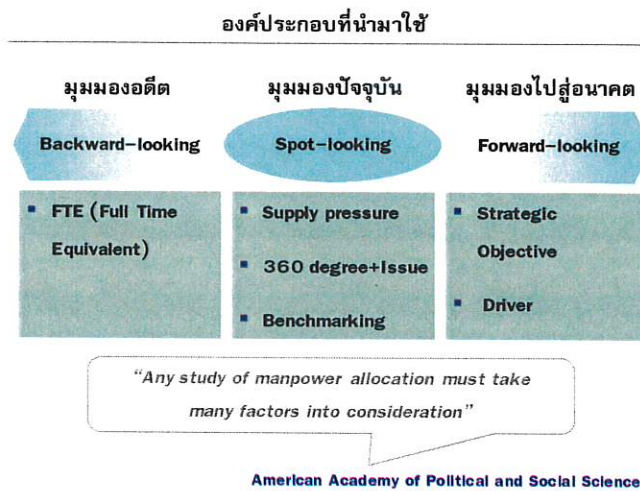 องค์ประกอบที่นำมาใช้
มุมมองอดีต
มุมมองปัจจุบัน
มุมมองไปสู่อนาคต
Backward-looking
Spot-looking
Forward-looking
▪ FTE (Full Time
Equivalent)
▪ Supply pressure
▪ 360 degree+Issue
▪ Benchmarking
▪ Strategic
Objective
▪ Driver
"Any study of manpower allocation must take
many factors into consideration"
American Academy of Political and Social Science